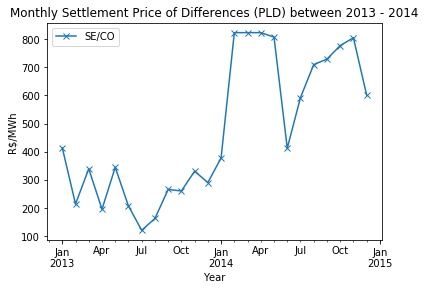 Monthly Settlement Price of Differences (PLD) between 2013 - 2014
SE/CO
R$/MWh
800
700
600
500
400
300
200
100
Jan Apr Jul Oct Jan Apr Jul Oct Jan
2013 2014 2015
Year